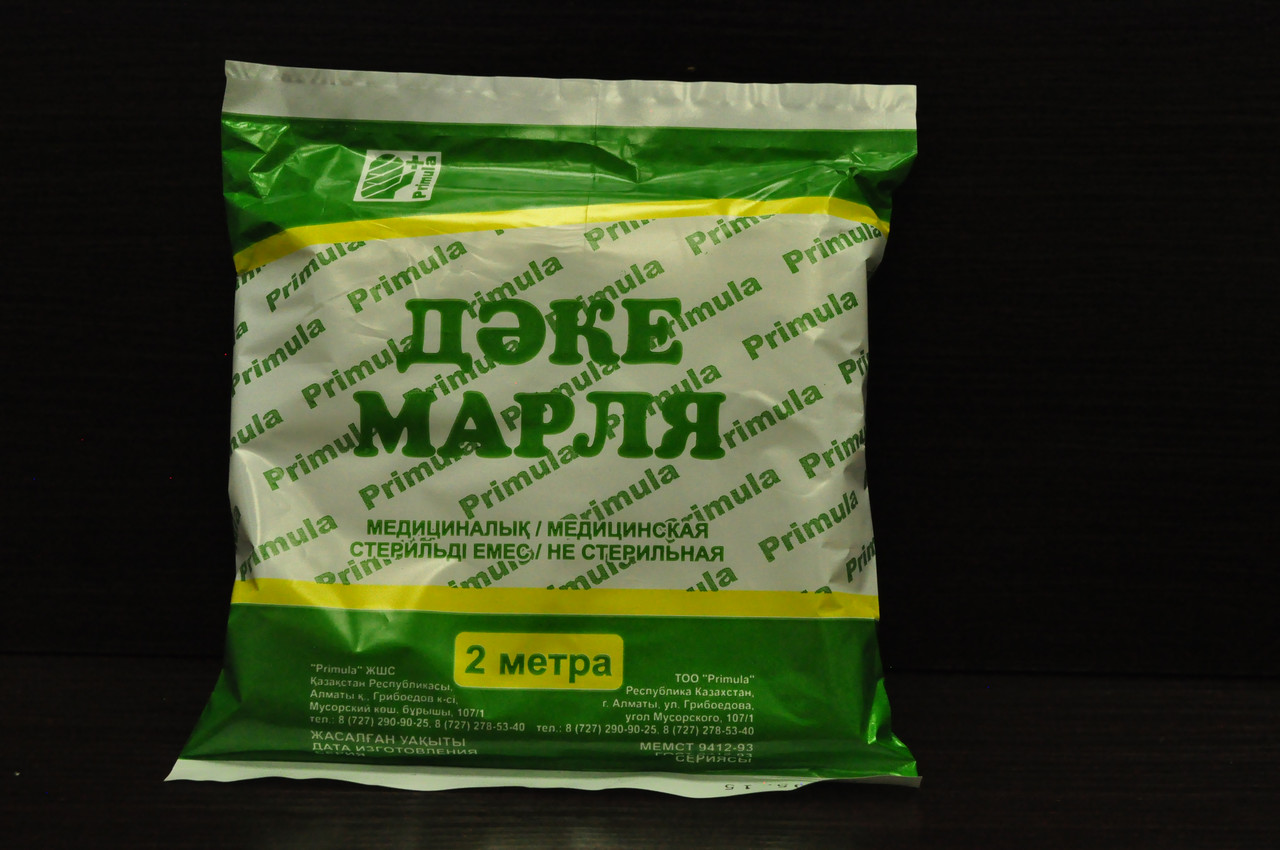 Primula
ДӘКЕ
МАРЛЯ
МЕДИЦИНАЛЫҚ / МЕДИЦИНСКАЯ
СТЕРИЛЬДІ ЕМЕС / НЕ СТЕРИЛЬНАЯ
2 метра
"Primula" ЖШС
Қазақстан Республикасы,
Алматы қ., Грибоедов к-сі,
Мусорский көш. бурышы, 107/1
тел.: 8 (727) 290-90-25, 8 (727) 278-53-40
ЖАСАЛҒАН УАҚЫТЫ
ДАТА ИЗГОТОВЛЕНИЯ
СЕРИЯ
ТОО "Primula"
Республика Казахстан,
г. Алматы, ул. Грибоедова,
угол Мусорского, 107/1
тел.: 8 (727) 290-90-25, 8 (727) 278-53-40
МЕМСТ 9412-93
СЕРИЯСЫ